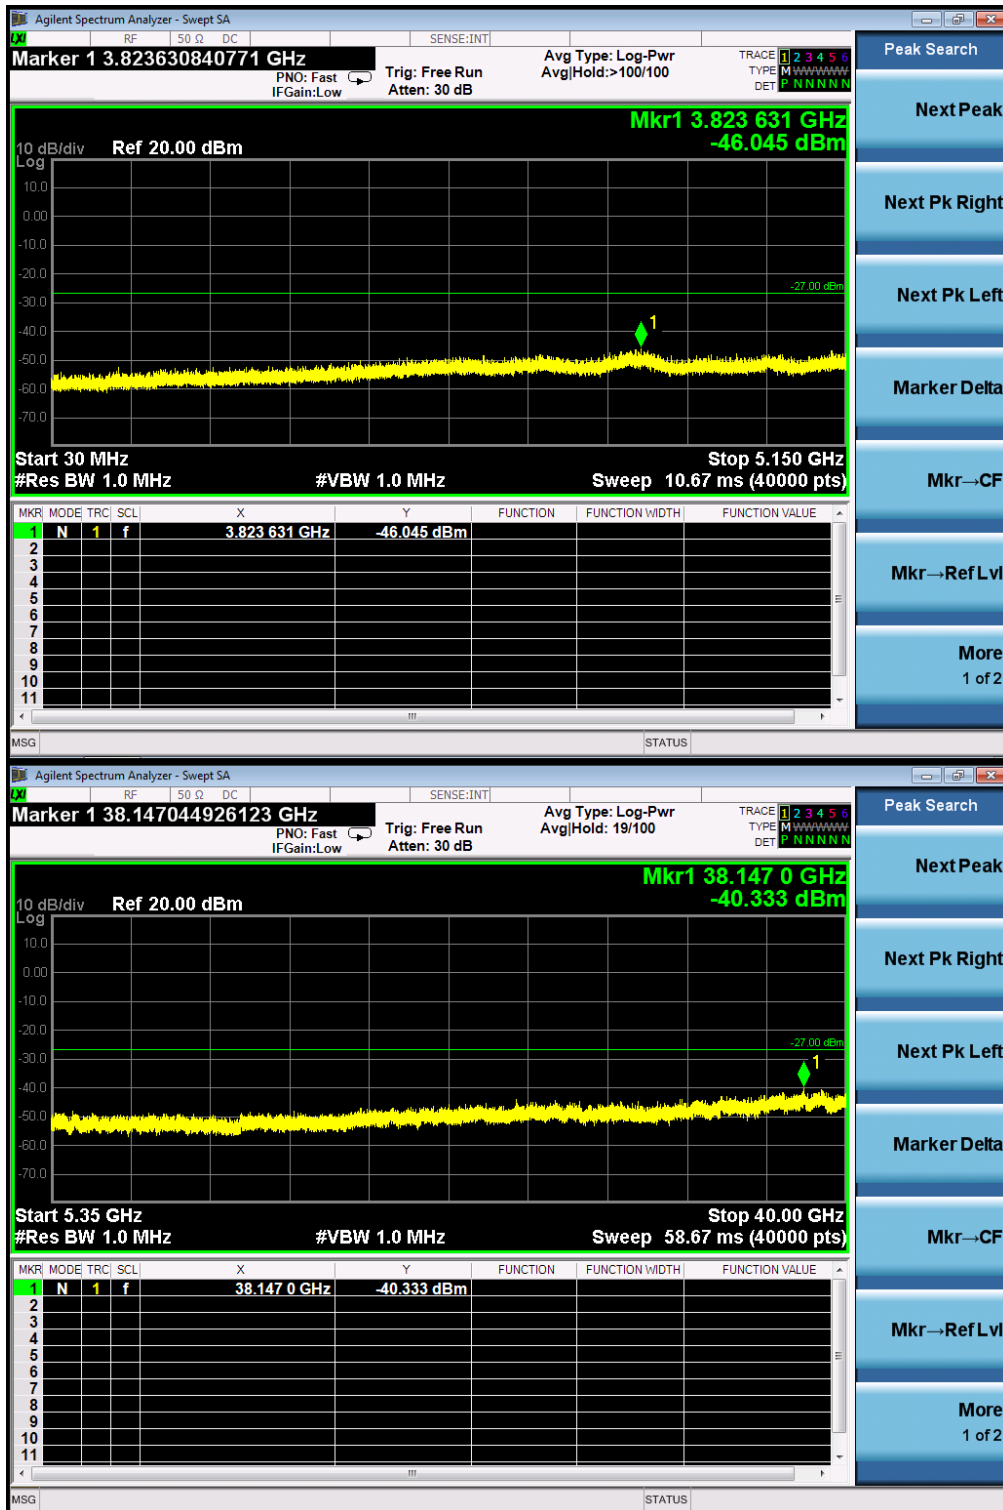 Agilent Spectrum Analyzer - Swept SA
LXI RF 50 Ω DC SENSE:INT
Marker 1 3.823630840771 GHz
PNO: Fast
IFGain:Low
Trig: Free Run
Atten: 30 dB
Avg Type: Log-Pwr
Avg|Hold:>100/100
TRACE 1 2 3 4 5 6
TYPE M WWWWW
DET P N N N N N
Peak Search
Next Peak
Next Pk Right
Next Pk Left
Marker Delta
Mkr→CF
Mkr→Ref Lvl
More
1 of 2
Mkr1 3.823 631 GHz
-46.045 dBm
10 dB/div Ref 20.00 dBm
Log
10.0
0.00
-10.0
-20.0
-27.00 dBm
-30.0
-40.0
1
-50.0
-60.0
-70.0
Start 30 MHz Stop 5.150 GHz
#Res BW 1.0 MHz #VBW 1.0 MHz Sweep 10.67 ms (40000 pts)
MKR MODE TRC SCL X Y FUNCTION FUNCTION WIDTH FUNCTION VALUE
1 N 1 f 3.823 631 GHz -46.045 dBm
2
3
4
5
6
7
8
9
10
11
MSG STATUS
Agilent Spectrum Analyzer - Swept SA
LXI RF 50 Ω DC SENSE:INT
Marker 1 38.147044926123 GHz
PNO: Fast
IFGain:Low
Trig: Free Run
Atten: 30 dB
Avg Type: Log-Pwr
Avg|Hold: 19/100
TRACE 1 2 3 4 5 6
TYPE M WWWWW
DET P N N N N N
Peak Search
Next Peak
Next Pk Right
Next Pk Left
Marker Delta
Mkr→CF
Mkr→Ref Lvl
More
1 of 2
Mkr1 38.147 0 GHz
-40.333 dBm
10 dB/div Ref 20.00 dBm
Log
10.0
0.00
-10.0
-20.0
-27.00 dBm
-30.0
1
-40.0
-50.0
-60.0
-70.0
Start 5.35 GHz Stop 40.00 GHz
#Res BW 1.0 MHz #VBW 1.0 MHz Sweep 58.67 ms (40000 pts)
MKR MODE TRC SCL X Y FUNCTION FUNCTION WIDTH FUNCTION VALUE
1 N 1 f 38.147 0 GHz -40.333 dBm
2
3
4
5
6
7
8
9
10
11
MSG STATUS